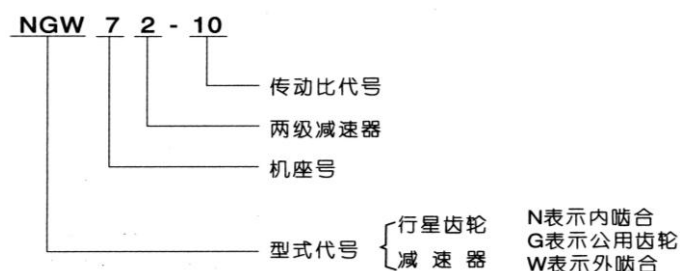 NGW 7 2 - 10
传动比代号
两级减速器
机座号
型式代号
行星齿轮
减 速 器
N表示内啮合
G表示公用齿轮
W表示外啮合